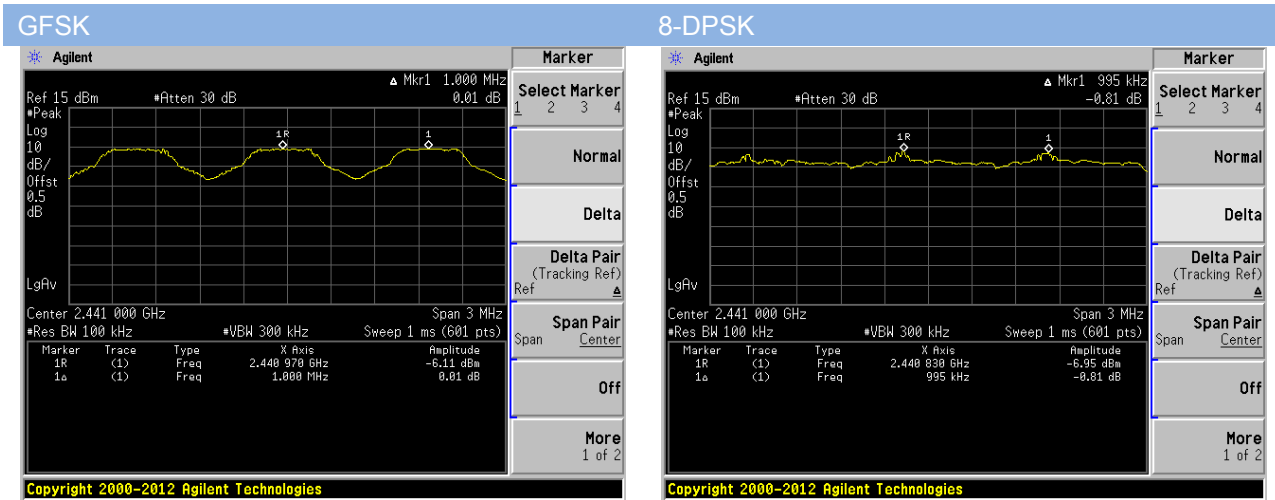 GFSK
Agilent
Marker
Δ Mkr1 1.000 MHz
Ref 15 dBm #Atten 30 dB 0.01 dB
#Peak
Log
10
dB/
Offst
0.5
dB
LgAv
1R
1
Center 2.441 000 GHz Span 3 MHz
#Res BW 100 kHz #VBW 300 kHz Sweep 1 ms (601 pts)
Marker Trace Type X Axis Amplitude
1R (1) Freq 2.440 970 GHz -6.11 dBm
1Δ (1) Freq 1.000 MHz 0.01 dB
Select Marker
1 2 3 4
Normal
Delta
Delta Pair
(Tracking Ref)
Ref Δ
Span Pair
Span Center
Off
More
1 of 2
Copyright 2000-2012 Agilent Technologies
8-DPSK
Agilent
Marker
Δ Mkr1 995 kHz
Ref 15 dBm #Atten 30 dB -0.81 dB
#Peak
Log
10
dB/
Offst
0.5
dB
LgAv
1R
1
Center 2.441 000 GHz Span 3 MHz
#Res BW 100 kHz #VBW 300 kHz Sweep 1 ms (601 pts)
Marker Trace Type X Axis Amplitude
1R (1) Freq 2.440 830 GHz -6.95 dBm
1Δ (1) Freq 995 kHz -0.81 dB
Select Marker
1 2 3 4
Normal
Delta
Delta Pair
(Tracking Ref)
Ref Δ
Span Pair
Span Center
Off
More
1 of 2
Copyright 2000-2012 Agilent Technologies